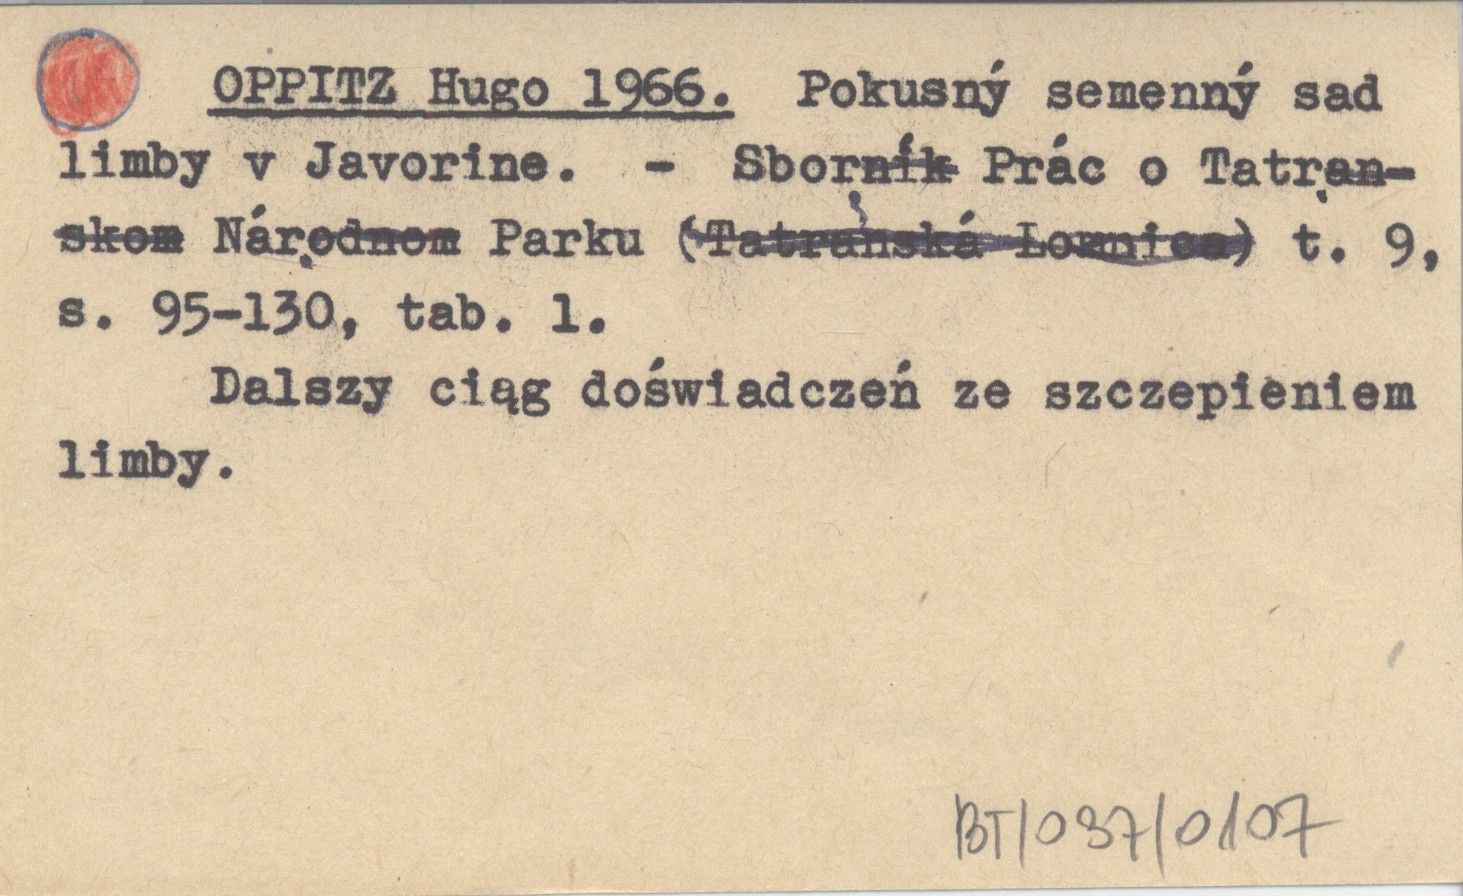 OPPITZ Hugo 1966. Pokusný semenný sad
limby v Javorine. - Sborník Prác o Tatran-
skom Národnom Parku (Tatranská Lomnica) t. 9,
s. 95-130, tab. 1.
Dalszy ciąg doświadczeń ze szczepieniem
limby.
BT/037/0107